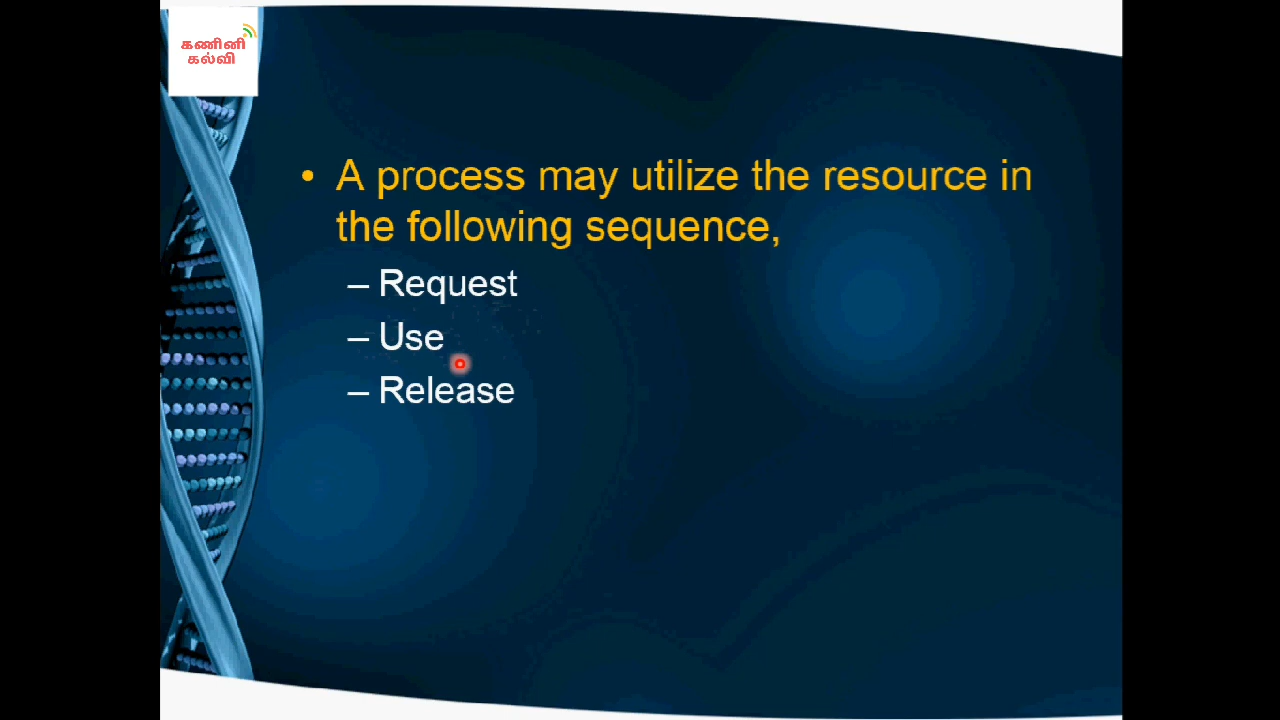 கணினி
கல்வி
• A process may utilize the resource in
the following sequence,
– Request
– Use
– Release